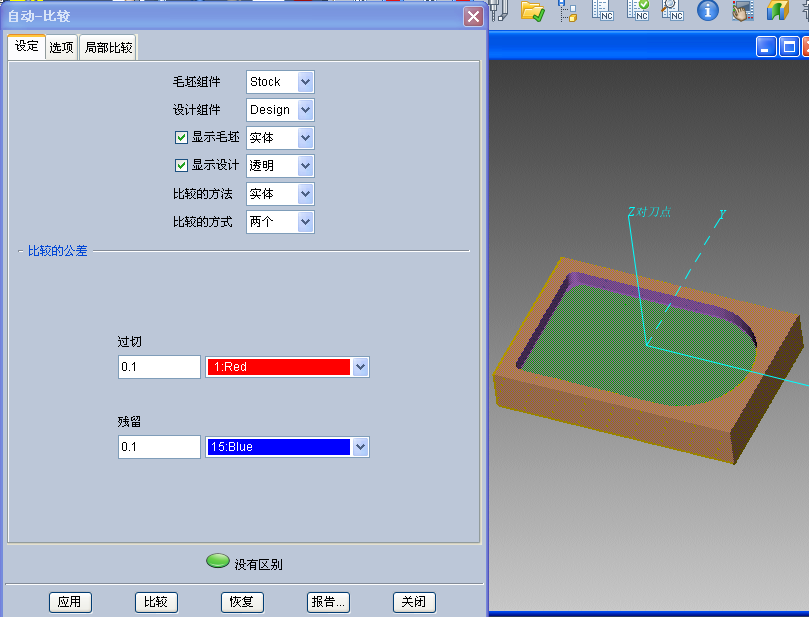 自动-比较
设定 选项 局部比较
毛坯组件 Stock
设计组件 Design
显示毛坯 实体
显示设计 透明
比较的方法 实体
比较的方式 两个
比较的公差
过切
0.1 1:Red
残留
0.1 15:Blue
没有区别
应用 比较 恢复 报告... 关闭
NC NC NC
Z对刀点 Y